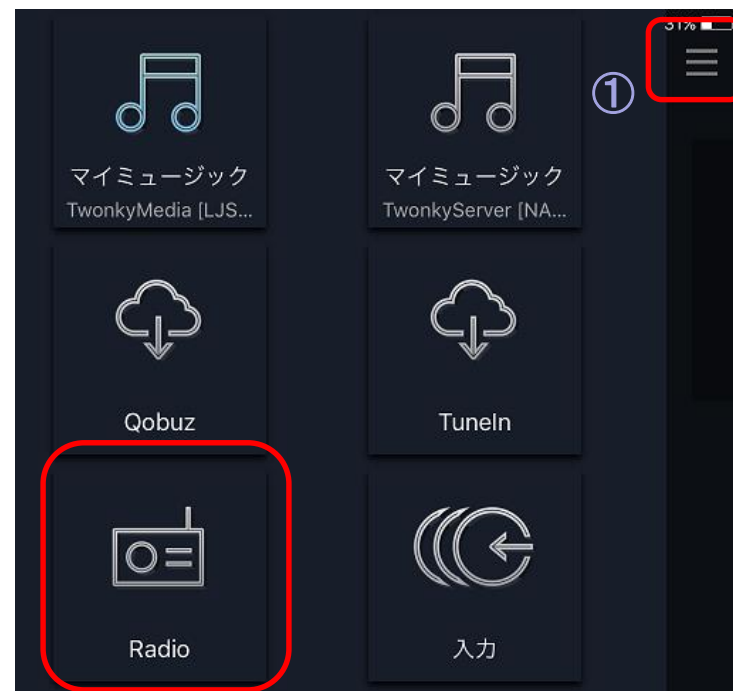 31%
①
マイミュージック
TwonkyMedia [LJS...
マイミュージック
TwonkyServer [NA...
Qobuz
TuneIn
Radio
入力